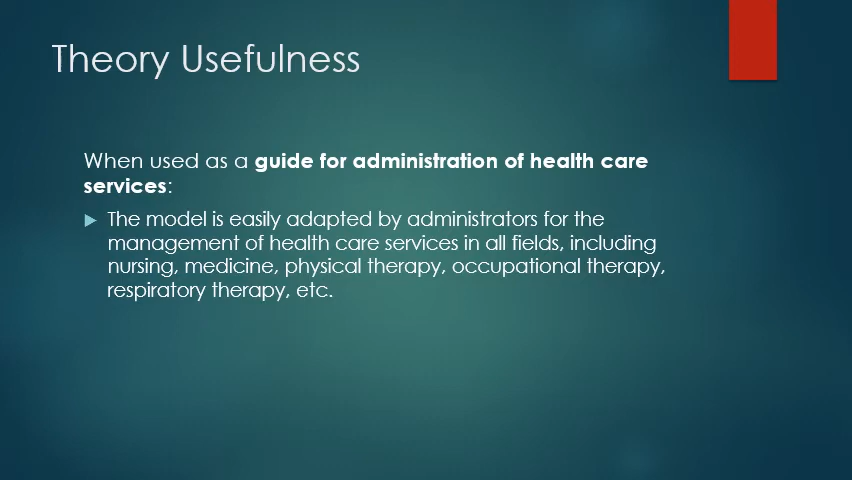 Theory Usefulness
When used as a guide for administration of health care
services:
The model is easily adapted by administrators for the
management of health care services in all fields, including
nursing, medicine, physical therapy, occupational therapy,
respiratory therapy, etc.